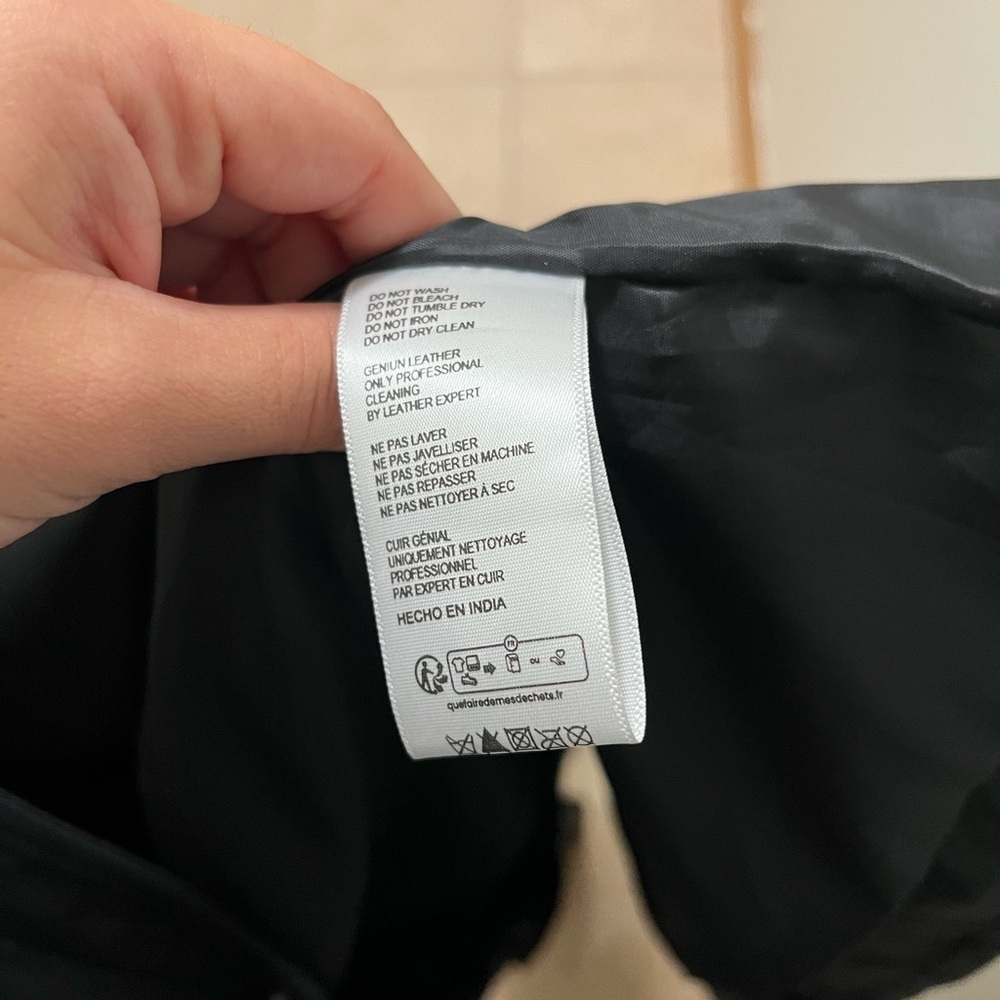 DO NOT WASH
DO NOT BLEACH
DO NOT TUMBLE DRY
DO NOT IRON
DO NOT DRY CLEAN
GENIUN LEATHER
ONLY PROFESSIONAL
CLEANING
BY LEATHER EXPERT
NE PAS LAVER
NE PAS JAVELLISER
NE PAS SÉCHER EN MACHINE
NE PAS REPASSER
NE PAS NETTOYER À SEC
CUIR GÉNIAL
UNIQUEMENT NETTOYAGE
PROFESSIONNEL
PAR EXPERT EN CUIR
HECHO EN INDIA
FR
OU
quefairedemesdechets.fr